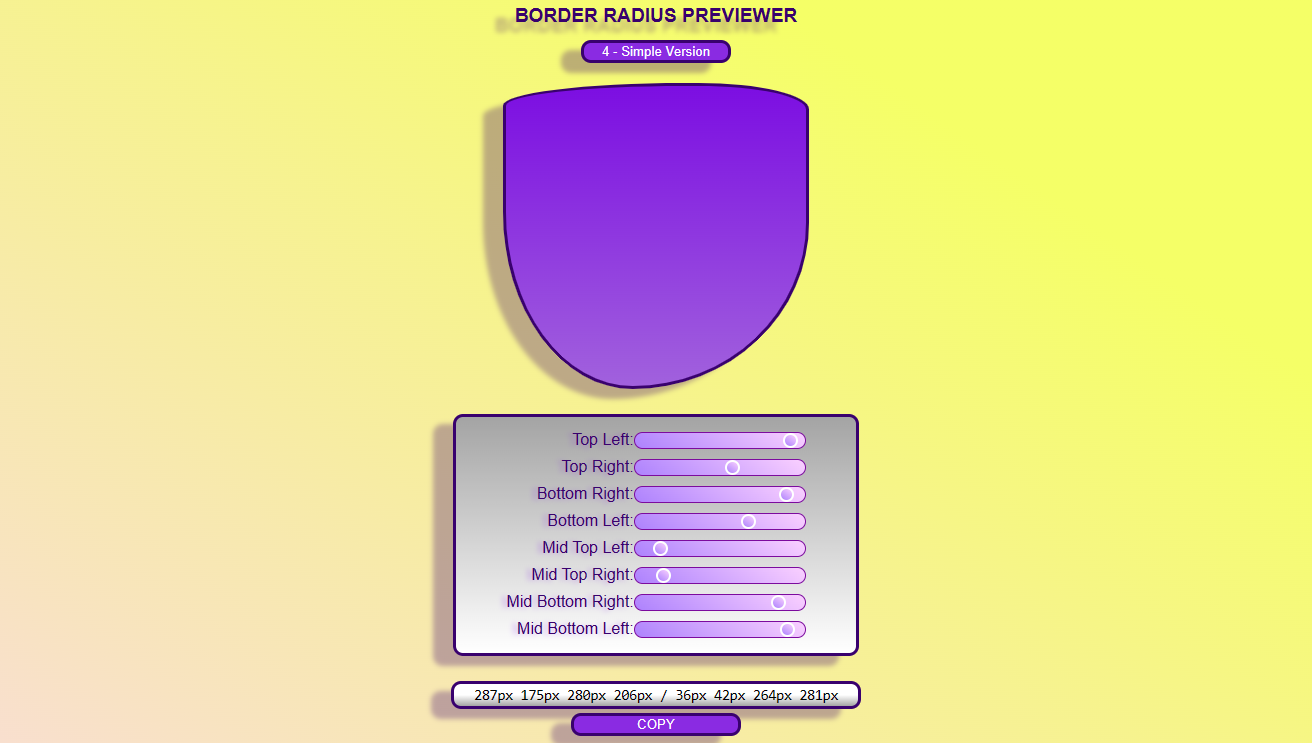 BORDER RADIUS PREVIEWER
4 - Simple Version
Top Left:
Top Right:
Bottom Right:
Bottom Left:
Mid Top Left:
Mid Top Right:
Mid Bottom Right:
Mid Bottom Left:
287px 175px 280px 206px / 36px 42px 264px 281px
COPY